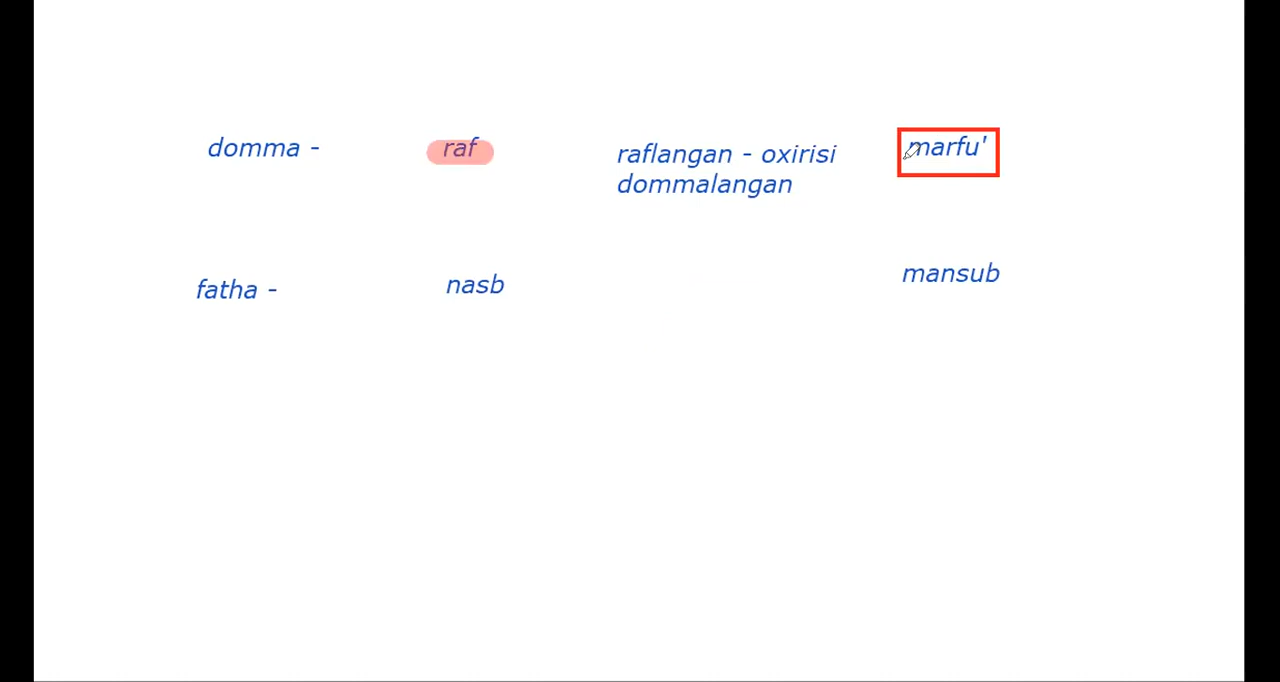 domma - raf raflangan - oxirisi marfu'
dommalangan
fatha - nasb mansub